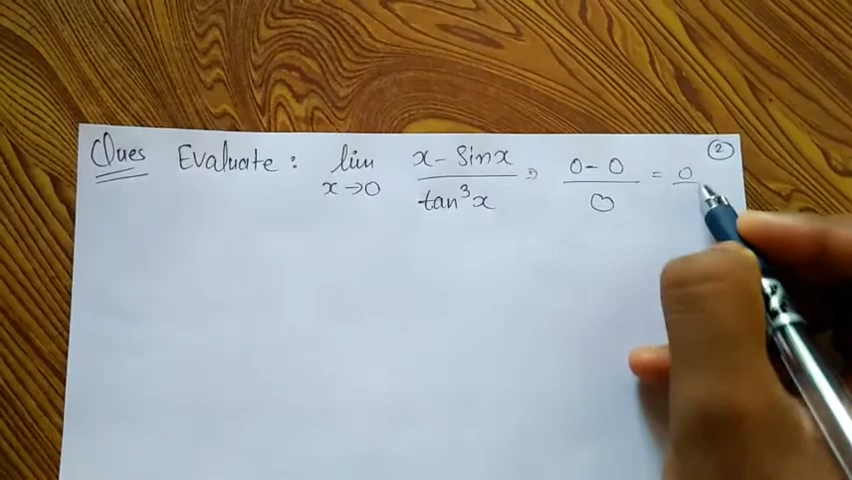 Ques Evaluate : lim x→0 x - Sinx / tan³x ⇒ 0 - 0 / 0 = 0 ②